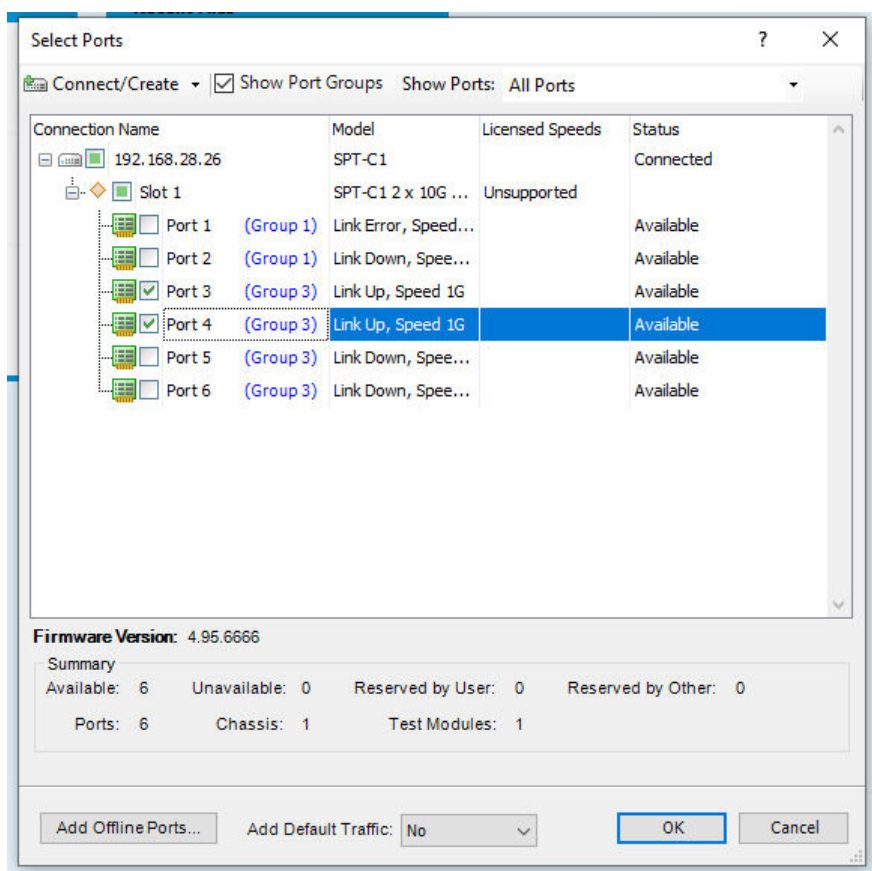 Select Ports ? X
Connect/Create Show Port Groups Show Ports: All Ports
Connection Name Model Licensed Speeds Status
192.168.28.26 SPT-C1 Connected
Slot 1 SPT-C1 2 x 10G ... Unsupported
Port 1 (Group 1) Link Error, Speed... Available
Port 2 (Group 1) Link Down, Spee... Available
Port 3 (Group 3) Link Up, Speed 1G Available
Port 4 (Group 3) Link Up, Speed 1G Available
Port 5 (Group 3) Link Down, Spee... Available
Port 6 (Group 3) Link Down, Spee... Available
Firmware Version: 4.95.6666
Summary
Available: 6 Unavailable: 0 Reserved by User: 0 Reserved by Other: 0
Ports: 6 Chassis: 1 Test Modules: 1
Add Offline Ports... Add Default Traffic: No OK Cancel